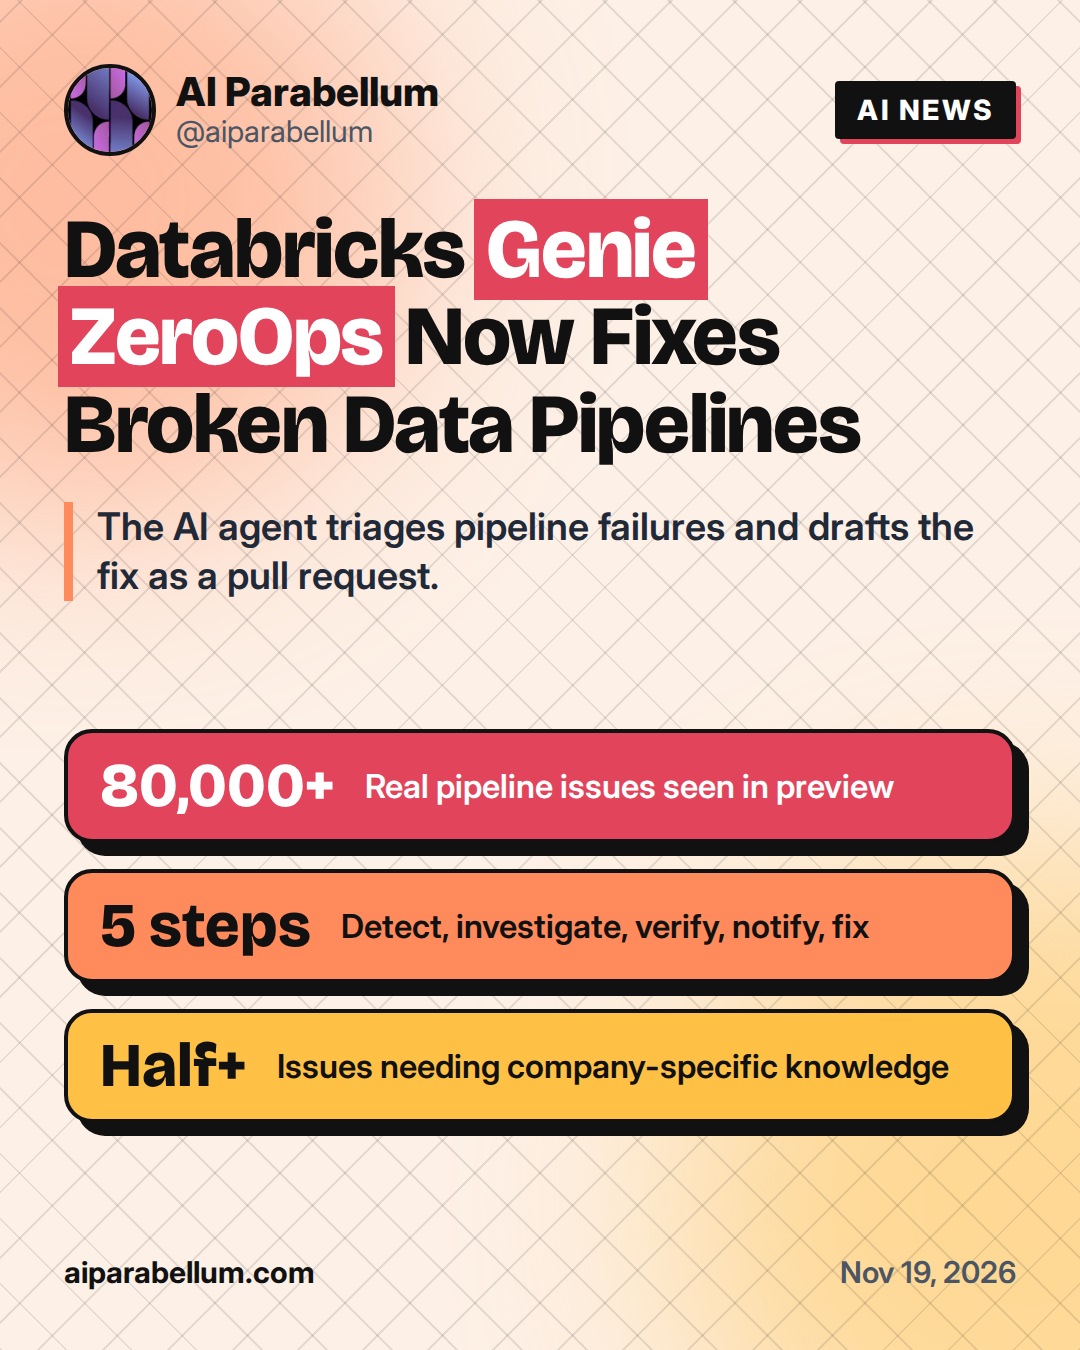 AI Parabellum
@aiparabellum
AI NEWS
Databricks Genie
ZeroOps Now Fixes
Broken Data Pipelines
The AI agent triages pipeline failures and drafts the
fix as a pull request.
80,000+ Real pipeline issues seen in preview
5 steps Detect, investigate, verify, notify, fix
Half+ Issues needing company-specific knowledge
aiparabellum.com
Nov 19, 2026